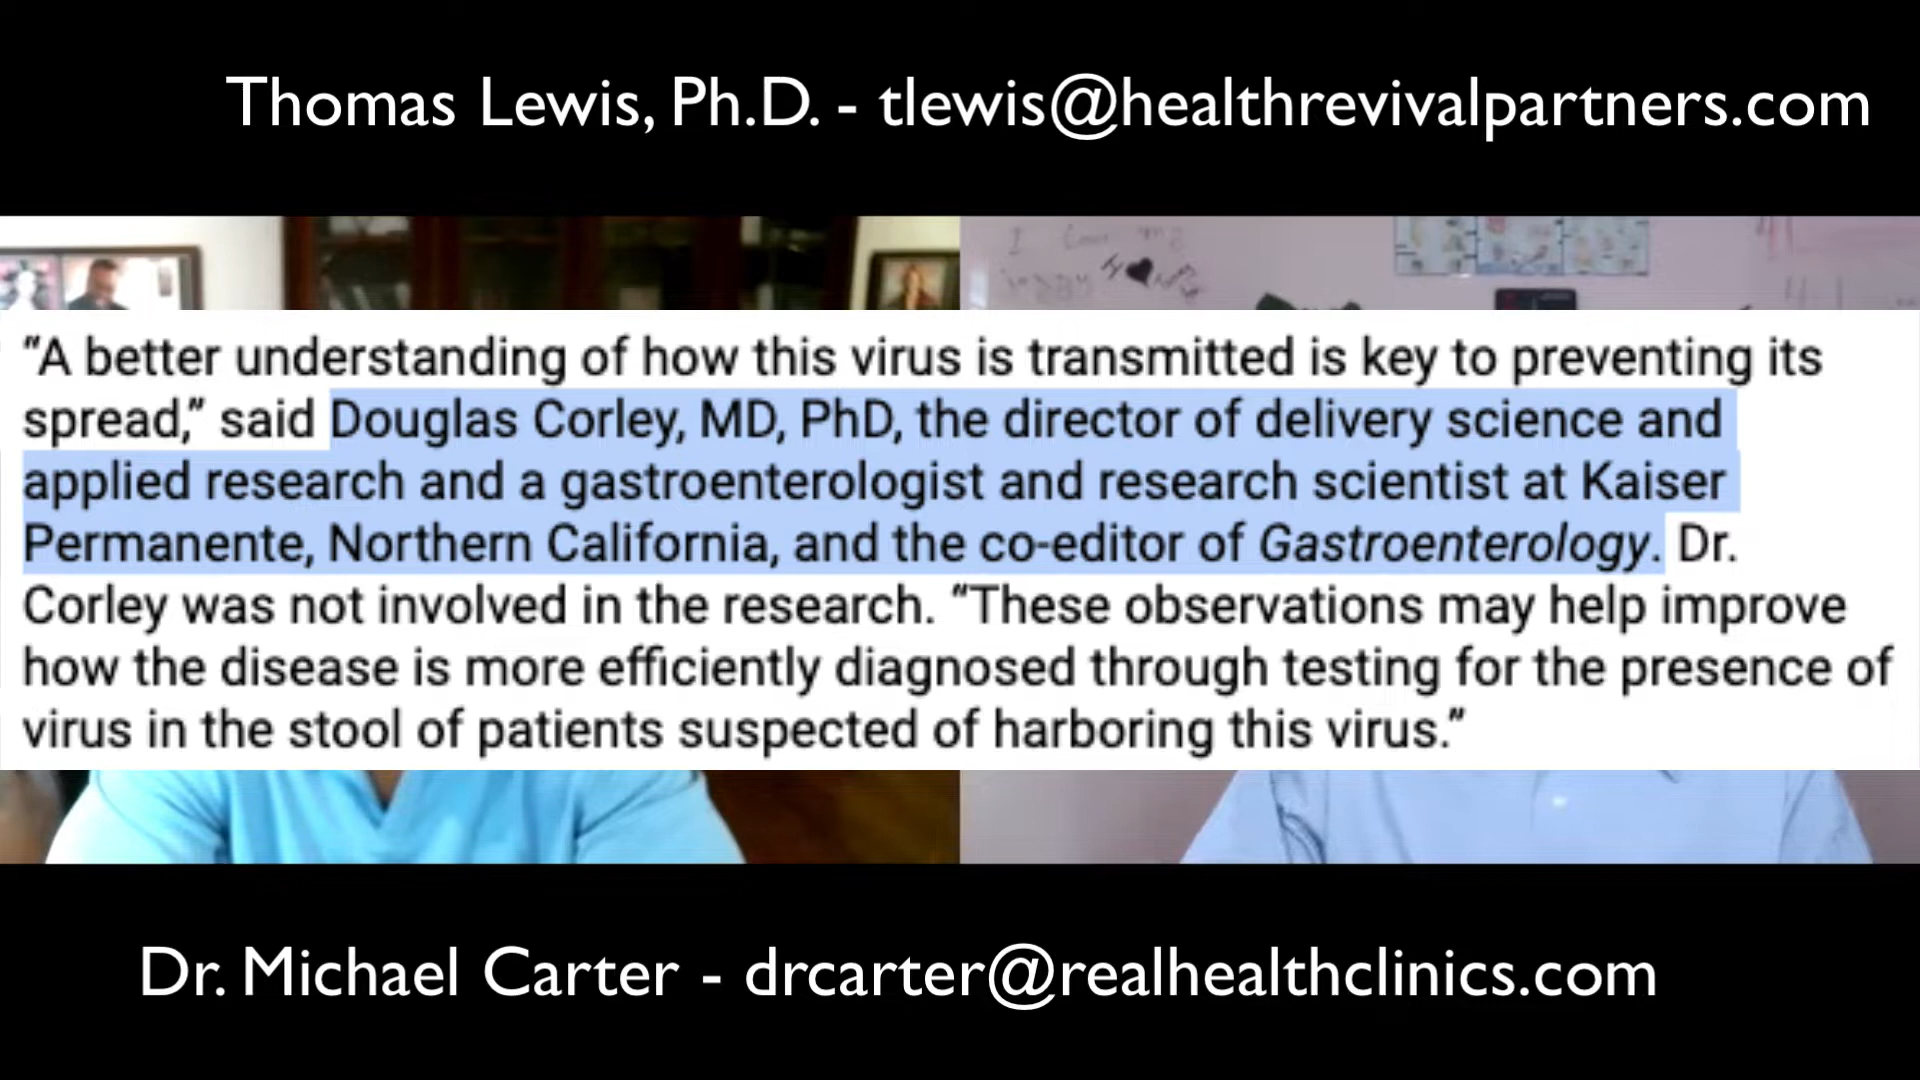 Thomas Lewis, Ph.D. - tlewis@healthrevivalpartners.com
I love my
“A better understanding of how this virus is transmitted is key to preventing its
spread,” said Douglas Corley, MD, PhD, the director of delivery science and
applied research and a gastroenterologist and research scientist at Kaiser
Permanente, Northern California, and the co-editor of Gastroenterology. Dr.
Corley was not involved in the research. “These observations may help improve
how the disease is more efficiently diagnosed through testing for the presence of
virus in the stool of patients suspected of harboring this virus.”
Dr. Michael Carter - drcarter@realhealthclinics.com